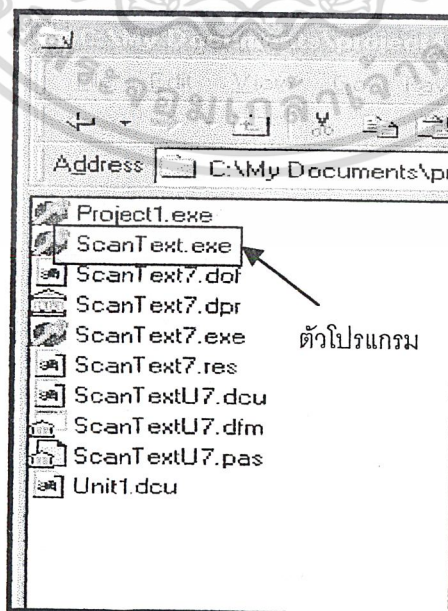 Address C:\My Documents\pr
Project1.exe
ScanText.exe
ScanText7.dof
ScanText7.dpr
ScanText7.exe
ตัวโปรแกรม
ScanText7.res
ScanTextU7.dcu
ScanTextU7.dfm
ScanTextU7.pas
Unit1.dcu